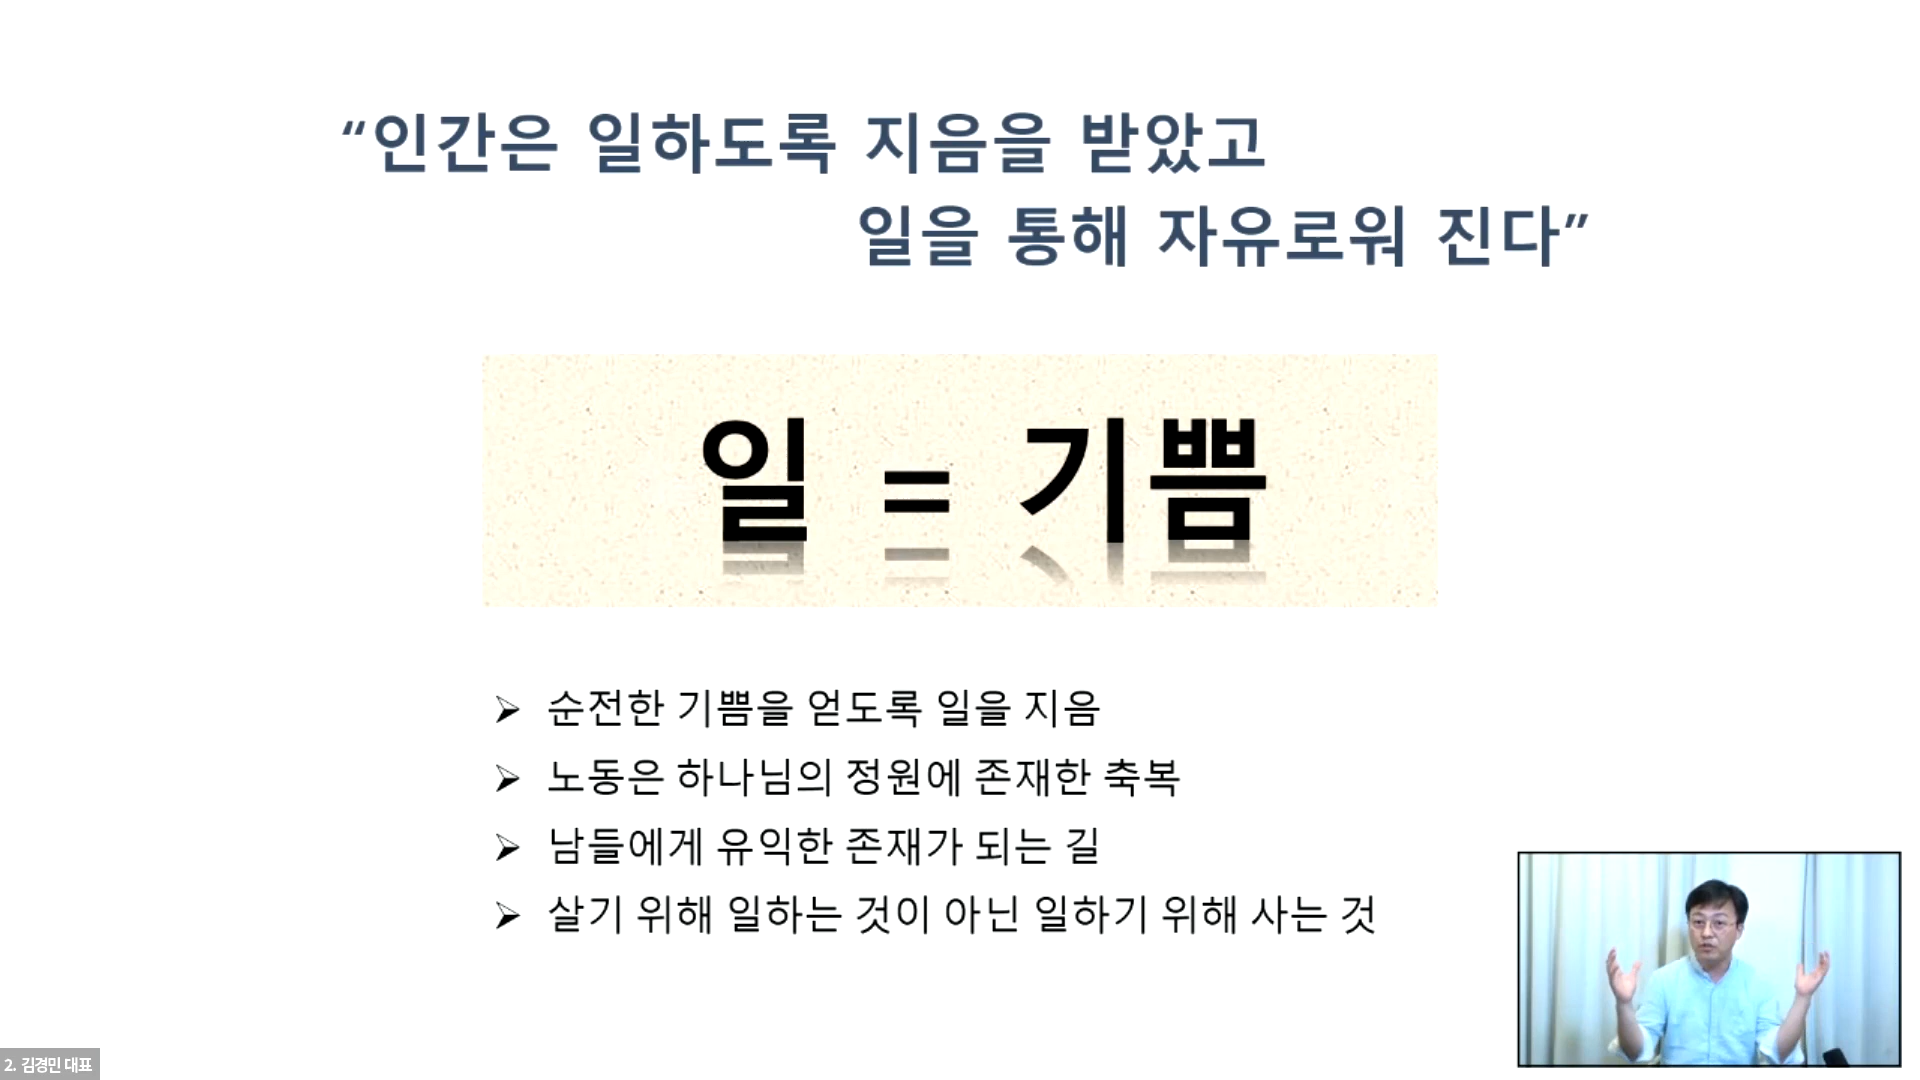 “인간은 일하도록 지음을 받았고
일을 통해 자유로워 진다”
일 = 기쁨
➢ 순전한 기쁨을 얻도록 일을 지음
➢ 노동은 하나님의 정원에 존재한 축복
➢ 남들에게 유익한 존재가 되는 길
➢ 살기 위해 일하는 것이 아닌 일하기 위해 사는 것
2. 김경민 대표